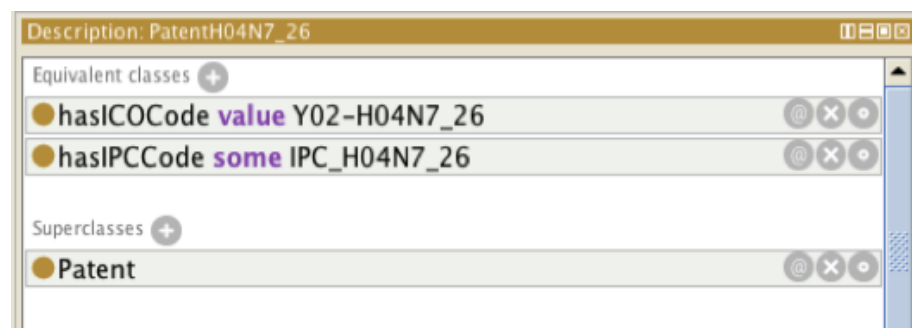 Description: PatentH04N7_26
Equivalent classes
hasICOCode value Y02-H04N7_26
hasIPCCode some IPC_H04N7_26
Superclasses
Patent